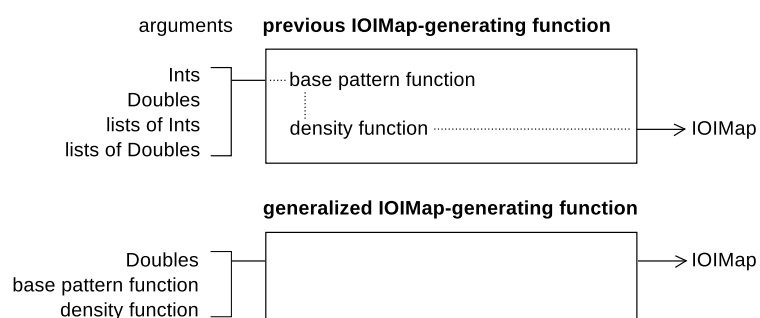 arguments previous IOIMap-generating function
Ints
base pattern function
Doubles
lists of Ints
density function
IOIMap
lists of Doubles
generalized IOIMap-generating function
Doubles
IOIMap
base pattern function
density function